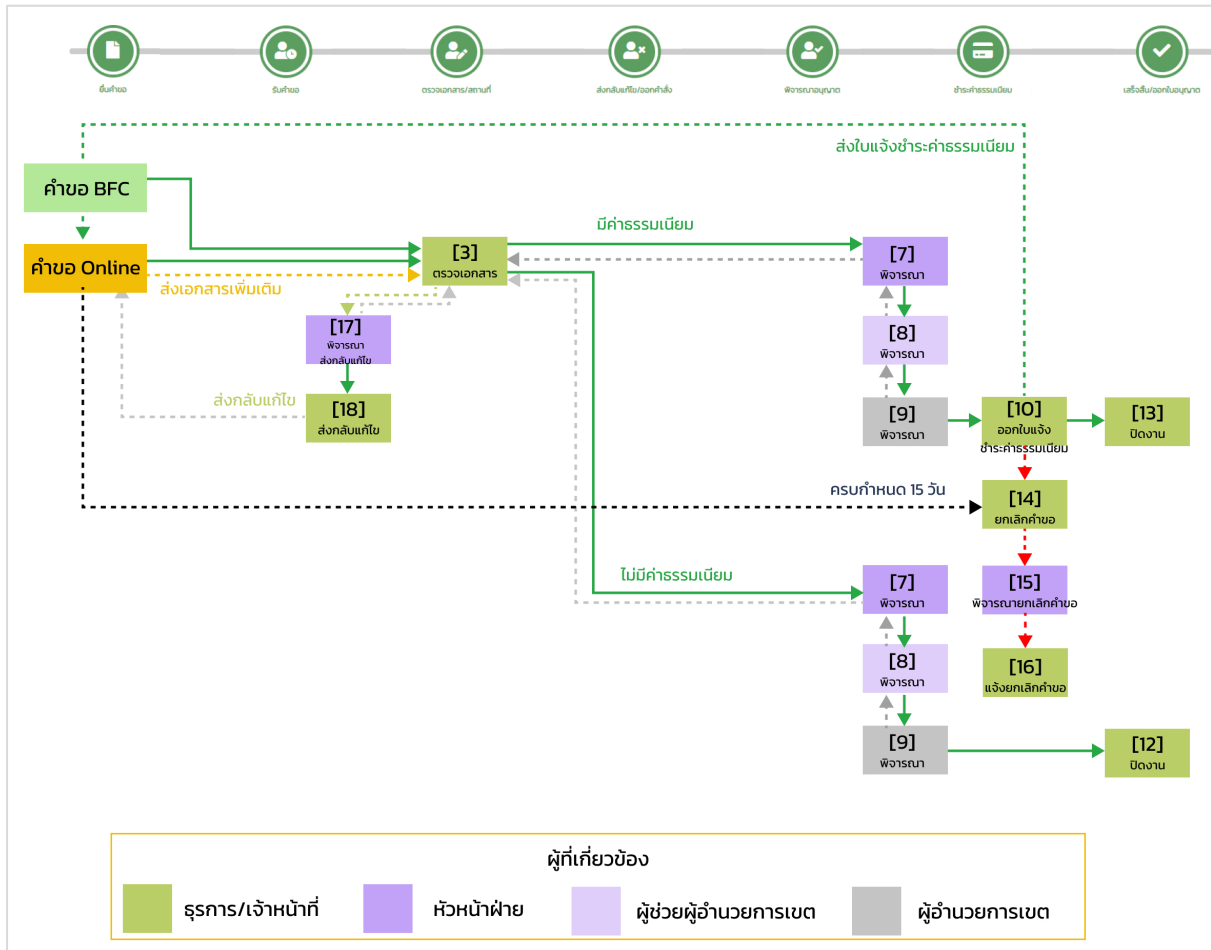 ยื่นคำขอ
รับคำขอ
ตรวจเอกสาร/สถานที่
ส่งกลับแก้ไข/ออกคำสั่ง
พิจารณาอนุญาต
ชำระค่าธรรมเนียม
เสร็จสิ้น/ออกใบอนุญาต
ส่งใบแจ้งชำระค่าธรรมเนียม
คำขอ BFC
มีค่าธรรมเนียม
คำขอ Online
[3]
ตรวจเอกสาร
[7]
พิจารณา
ส่งเอกสารเพิ่มเติม
[17]
พิจารณา
ส่งกลับแก้ไข
[8]
พิจารณา
ส่งกลับแก้ไข
[18]
ส่งกลับแก้ไข
[9]
พิจารณา
[10]
ออกใบแจ้ง
ชำระค่าธรรมเนียม
[13]
ปิดงาน
ครบกำหนด 15 วัน
[14]
ยกเลิกคำขอ
ไม่มีค่าธรรมเนียม
[7]
พิจารณา
[15]
พิจารณายกเลิกคำขอ
[8]
พิจารณา
[16]
แจ้งยกเลิกคำขอ
[9]
พิจารณา
[12]
ปิดงาน
ผู้ที่เกี่ยวข้อง
ธุรการ/เจ้าหน้าที่
หัวหน้าฝ่าย
ผู้ช่วยผู้อำนวยการเขต
ผู้อำนวยการเขต